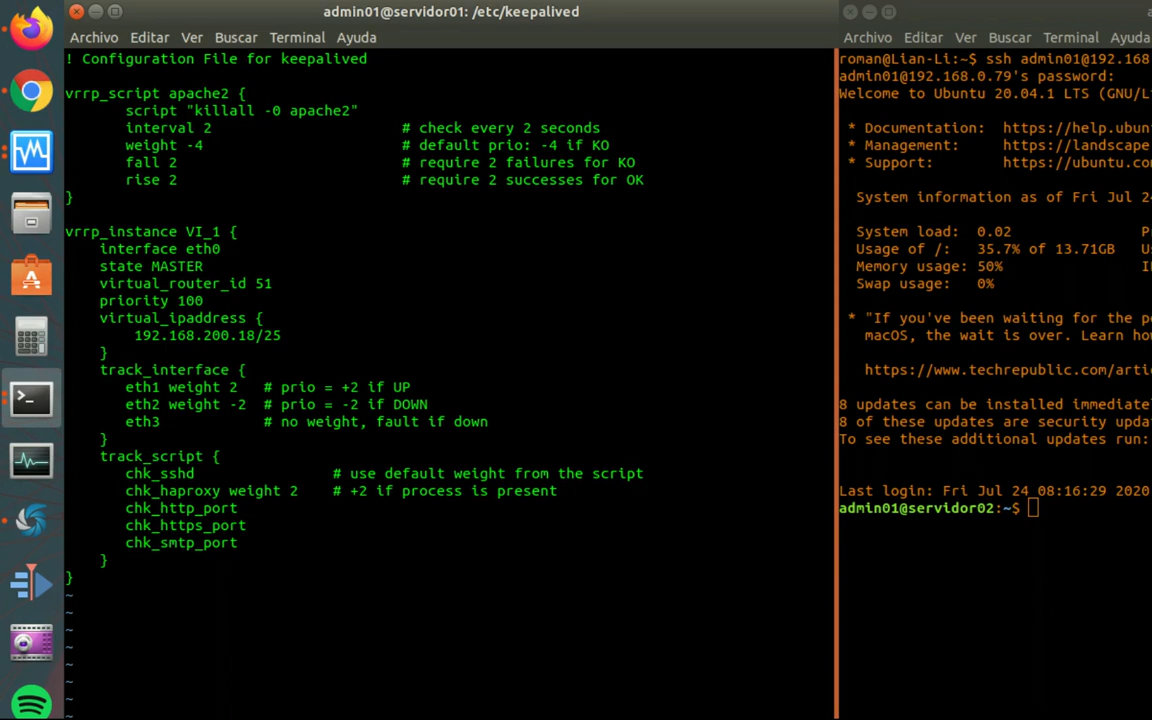 admin01@servidor01: /etc/keepalived
Archivo Editar Ver Buscar Terminal Ayuda
! Configuration File for keepalived
vrrp_script apache2 {
script "killall -0 apache2"
interval 2 # check every 2 seconds
weight -4 # default prio: -4 if KO
fall 2 # require 2 failures for KO
rise 2 # require 2 successes for OK
}
vrrp_instance VI_1 {
interface eth0
state MASTER
virtual_router_id 51
priority 100
virtual_ipaddress {
192.168.200.18/25
}
track_interface {
eth1 weight 2 # prio = +2 if UP
eth2 weight -2 # prio = -2 if DOWN
eth3 # no weight, fault if down
}
track_script {
chk_sshd # use default weight from the script
chk_haproxy weight 2 # +2 if process is present
chk_http_port
chk_https_port
chk_smtp_port
}
}
~
~
~
~
~
~
~
~
Archivo Editar Ver Buscar Terminal Ayuda
roman@Lian-Li:~$ ssh admin01@192.168
admin01@192.168.0.79's password:
Welcome to Ubuntu 20.04.1 LTS (GNU/L
* Documentation: https://help.ubun
* Management: https://landscape
* Support: https://ubuntu.co
System information as of Fri Jul 2
System load: 0.02
Usage of /: 35.7% of 13.71GB
Memory usage: 50%
Swap usage: 0%
* "If you've been waiting for the p
macOS, the wait is over. Learn ho
https://www.techrepublic.com/arti
8 updates can be installed immediate
8 of these updates are security upda
To see these additional updates run:
Last login: Fri Jul 24 08:16:29 2020
admin01@servidor02:~$